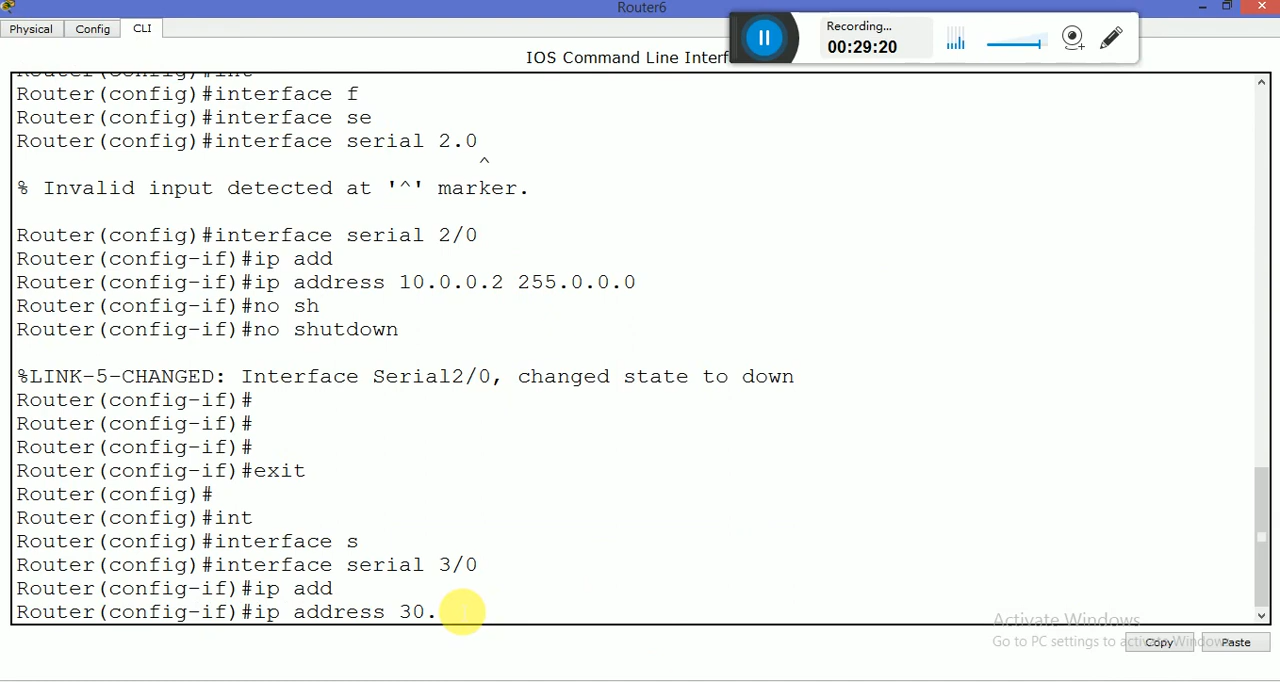 Router6
Physical
Config
CLI
Recording...
00:29:20
IOS Command Line Interf
Router(config)#int
Router(config)#interface f
Router(config)#interface se
Router(config)#interface serial 2.0
^
% Invalid input detected at '^' marker.
Router(config)#interface serial 2/0
Router(config-if)#ip add
Router(config-if)#ip address 10.0.0.2 255.0.0.0
Router(config-if)#no sh
Router(config-if)#no shutdown
%LINK-5-CHANGED: Interface Serial2/0, changed state to down
Router(config-if)#
Router(config-if)#
Router(config-if)#
Router(config-if)#exit
Router(config)#
Router(config)#int
Router(config)#interface s
Router(config)#interface serial 3/0
Router(config-if)#ip add
Router(config-if)#ip address 30.
Activate Windows
Go to PC settings to activate Windows.
Copy
Paste